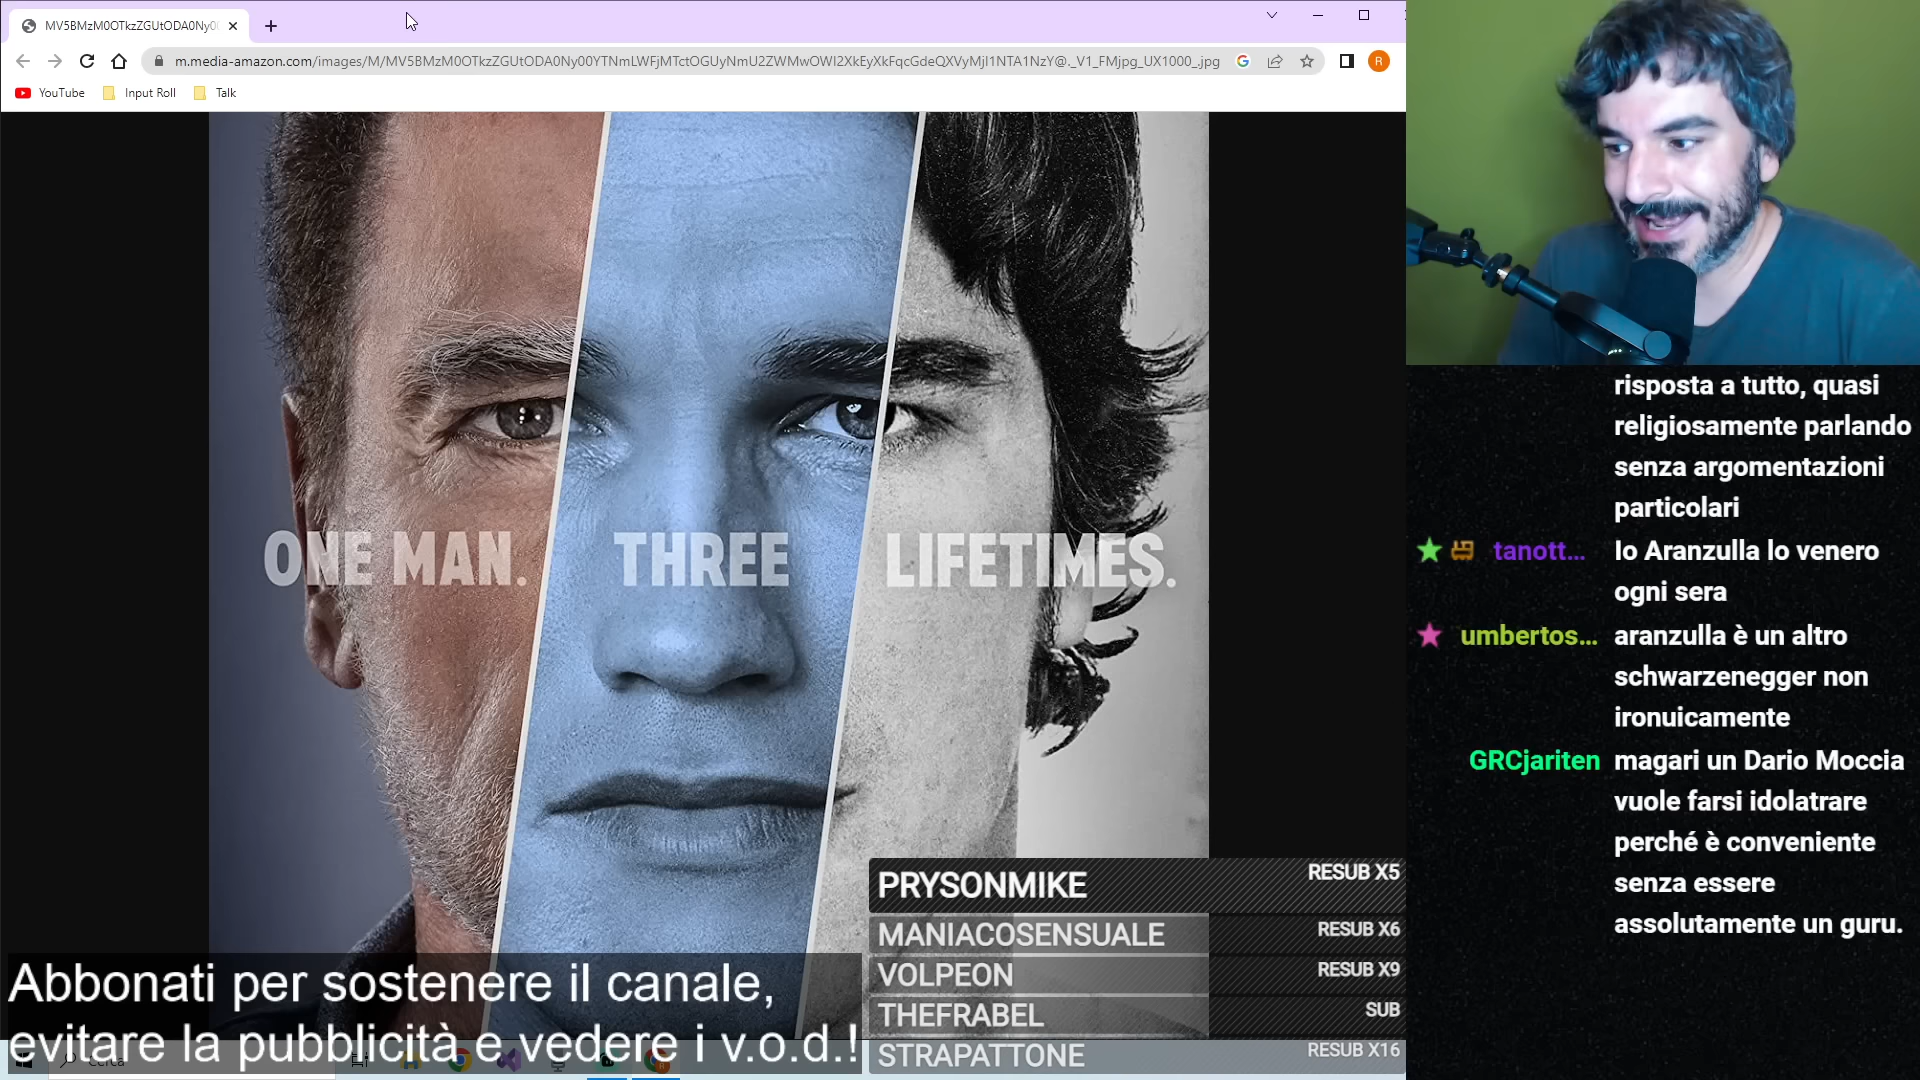 MV5BMzM0OTkzZGUtODA0Ny00
m.media-amazon.com/images/M/MV5BMzM0OTkzZGUtODA0Ny00YTNmLWFjMTctOGUyNmU2ZWMwOWI2XkEyXkFqcGdeQXVyMjI1NTA1NzY@._V1_FMjpg_UX1000_.jpg
R
YouTube Input Roll Talk
ONE MAN. THREE LIFETIMES.
risposta a tutto, quasi
religiosamente parlando
senza argomentazioni
particolari
tanott... Io Aranzulla lo venero
ogni sera
umbertos... aranzulla è un altro
schwarzenegger non
ironuicamente
GRCjariten magari un Dario Moccia
vuole farsi idolatrare
perché è conveniente
senza essere
assolutamente un guru.
PRYSONMIKE RESUB X5
MANIACOSENSUALE RESUB X6
VOLPEON RESUB X9
THEFRABEL SUB
STRAPATTONE RESUB X16
Abbonati per sostenere il canale,
evitare la pubblicità e vedere i v.o.d.!
Cerca